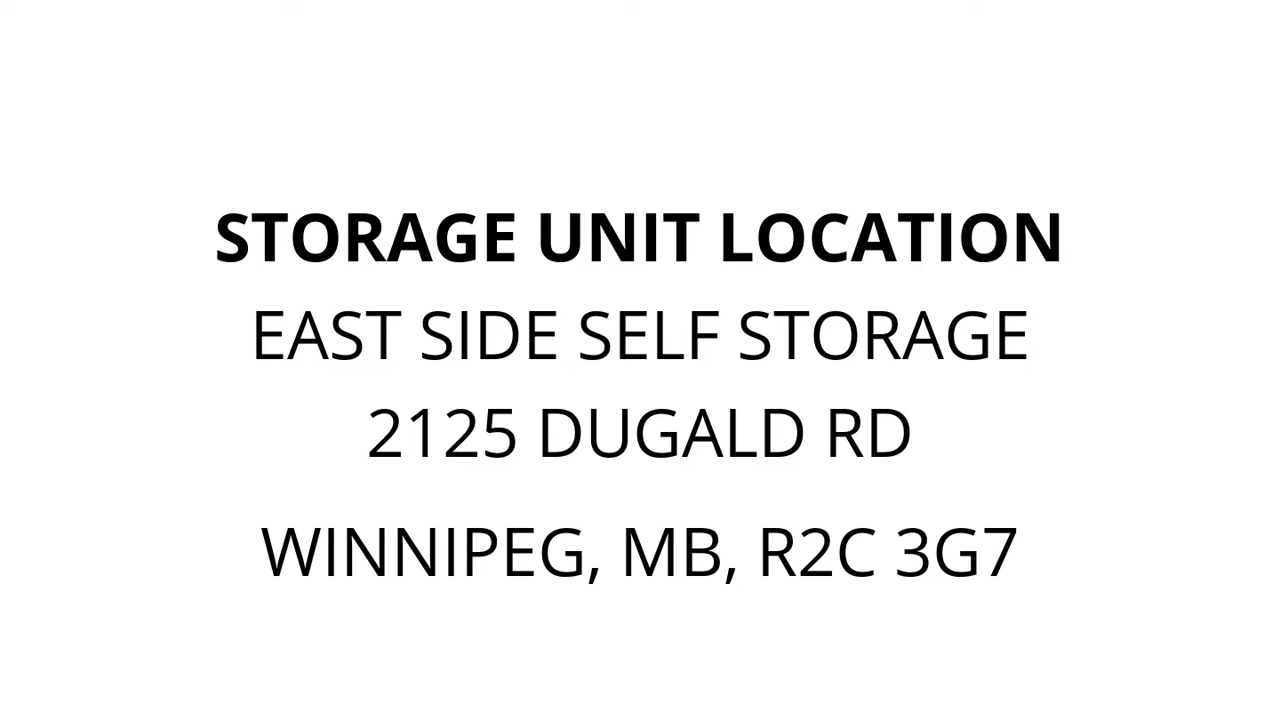 STORAGE UNIT LOCATION
EAST SIDE SELF STORAGE
2125 DUGALD RD
WINNIPEG, MB, R2C 3G7